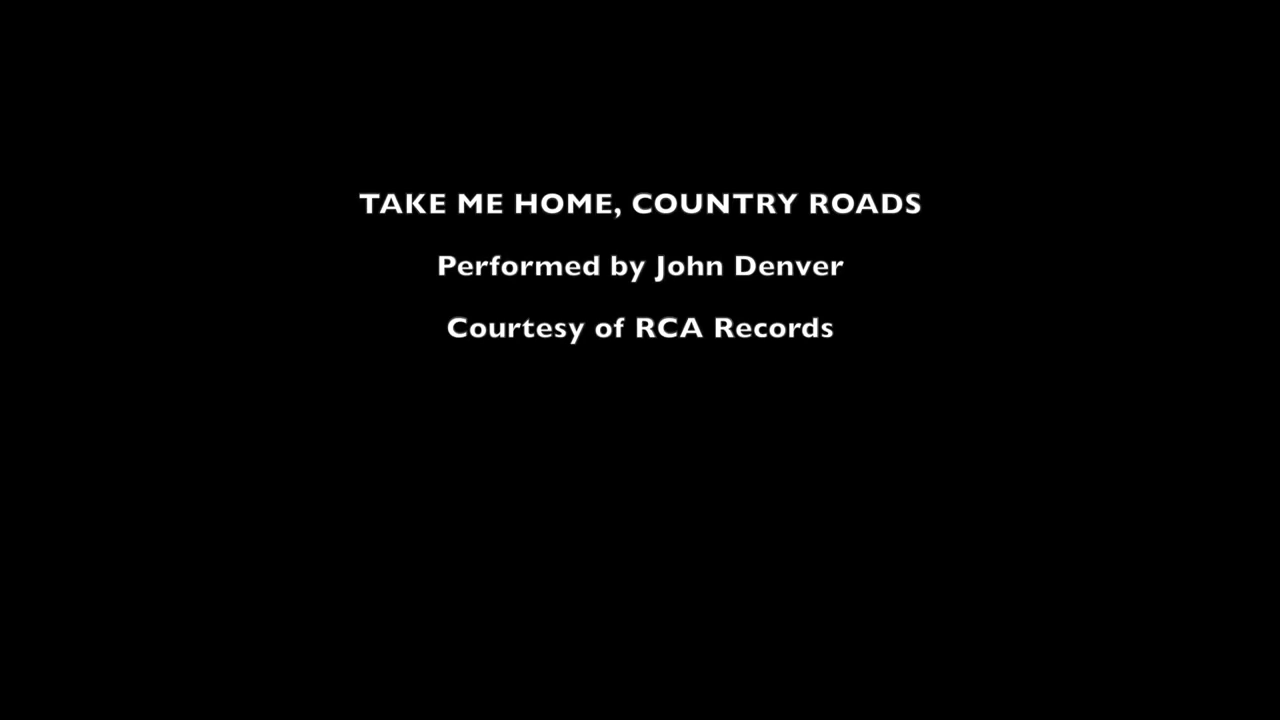 TAKE ME HOME, COUNTRY ROADS
Performed by John Denver
Courtesy of RCA Records